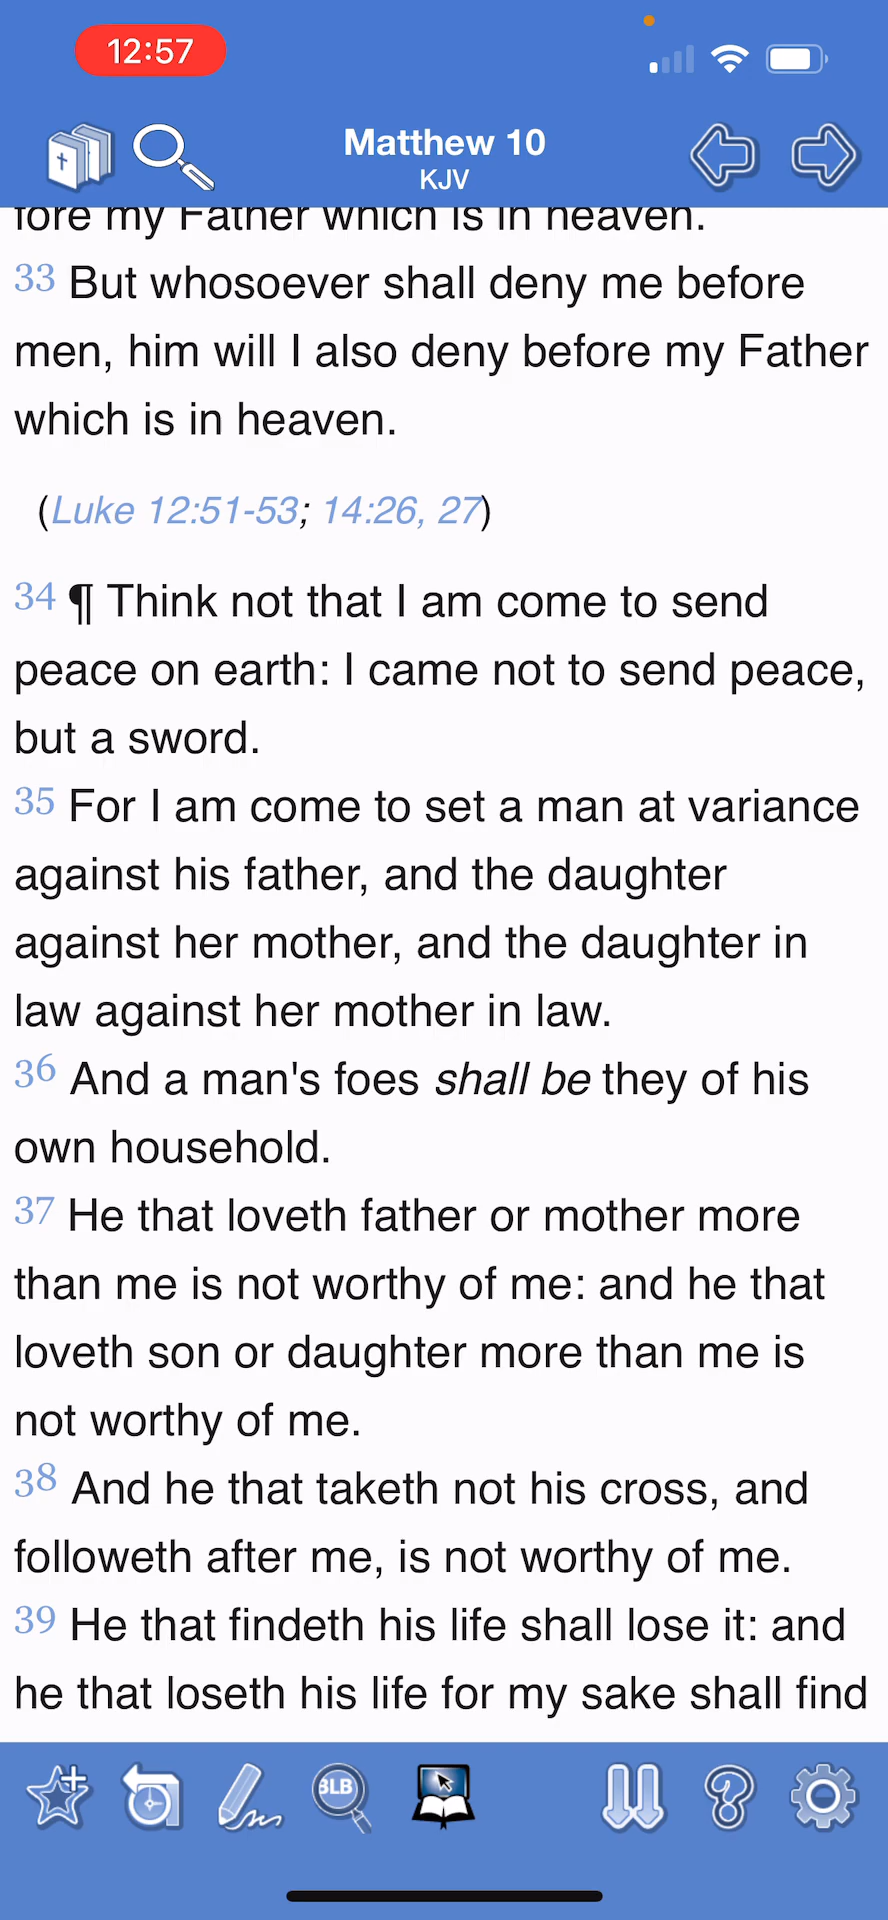 12:57
Matthew 10
KJV
fore my Father which is in heaven.
33 But whosoever shall deny me before
men, him will I also deny before my Father
which is in heaven.
(Luke 12:51-53; 14:26, 27)
34 ¶ Think not that I am come to send
peace on earth: I came not to send peace,
but a sword.
35 For I am come to set a man at variance
against his father, and the daughter
against her mother, and the daughter in
law against her mother in law.
36 And a man's foes shall be they of his
own household.
37 He that loveth father or mother more
than me is not worthy of me: and he that
loveth son or daughter more than me is
not worthy of me.
38 And he that taketh not his cross, and
followeth after me, is not worthy of me.
39 He that findeth his life shall lose it: and
he that loseth his life for my sake shall find
BLB